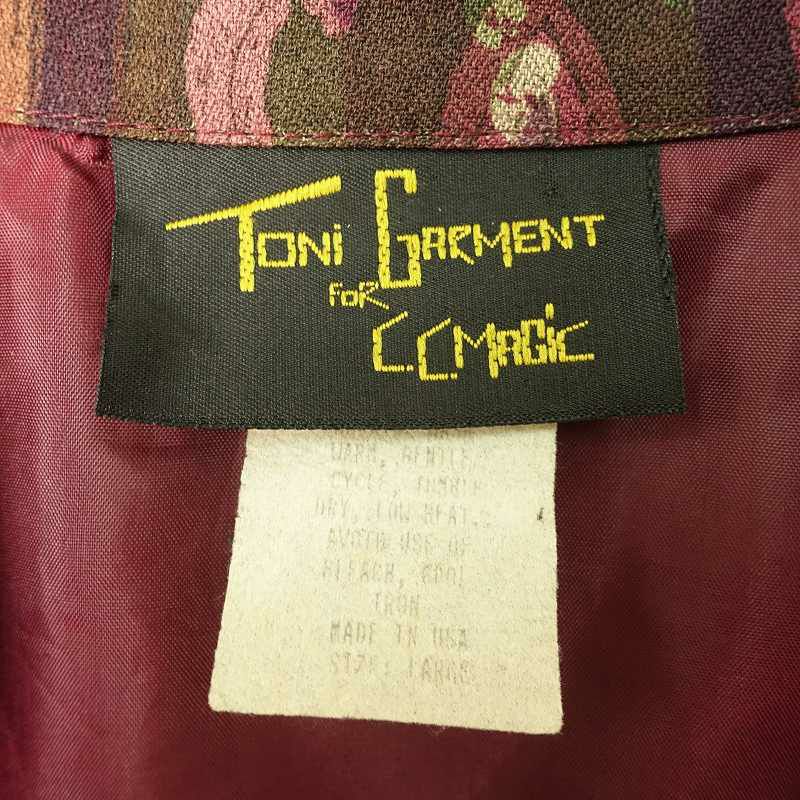 Toni Garment
for
C.C. Magic
WARM, GENTLE
CYCLE, TUMBLE
DRY, LOW HEAT.
AVOID USE OF
BLEACH, COOL
IRON
MADE IN USA
SIZE: LARGE